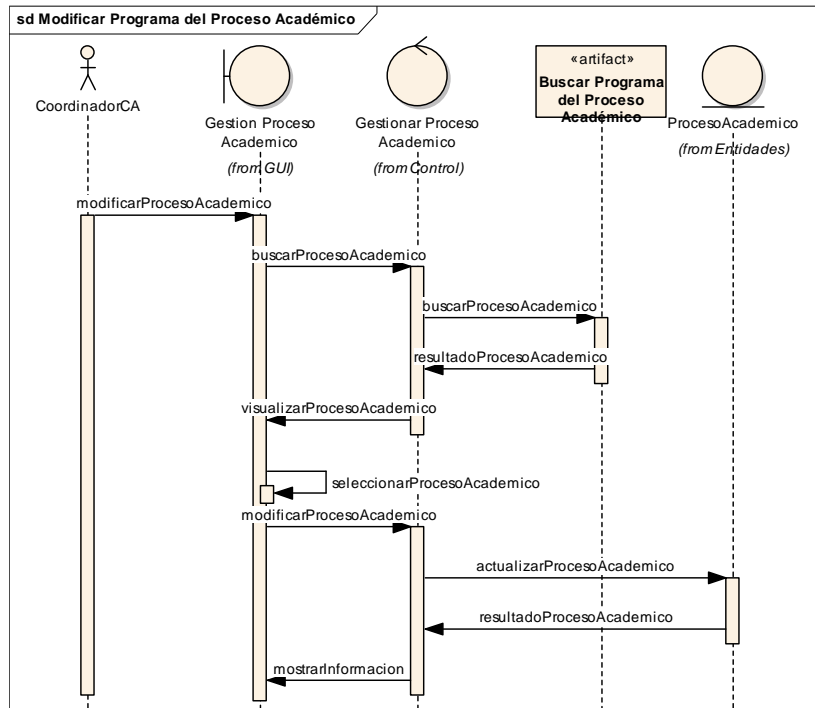 sd Modificar Programa del Proceso Académico
CoordinadorCA
Gestion Proceso
Academico
(from GUI)
Gestionar Proceso
Academico
(from Control)
«artifact»
Buscar Programa
del Proceso
Académico
ProcesoAcademico
(from Entidades)
modificarProcesoAcademico
buscarProcesoAcademico
buscarProcesoAcademico
resultadoProcesoAcademico
visualizarProcesoAcademico
seleccionarProcesoAcademico
modificarProcesoAcademico
actualizarProcesoAcademico
resultadoProcesoAcademico
mostrarInformacion